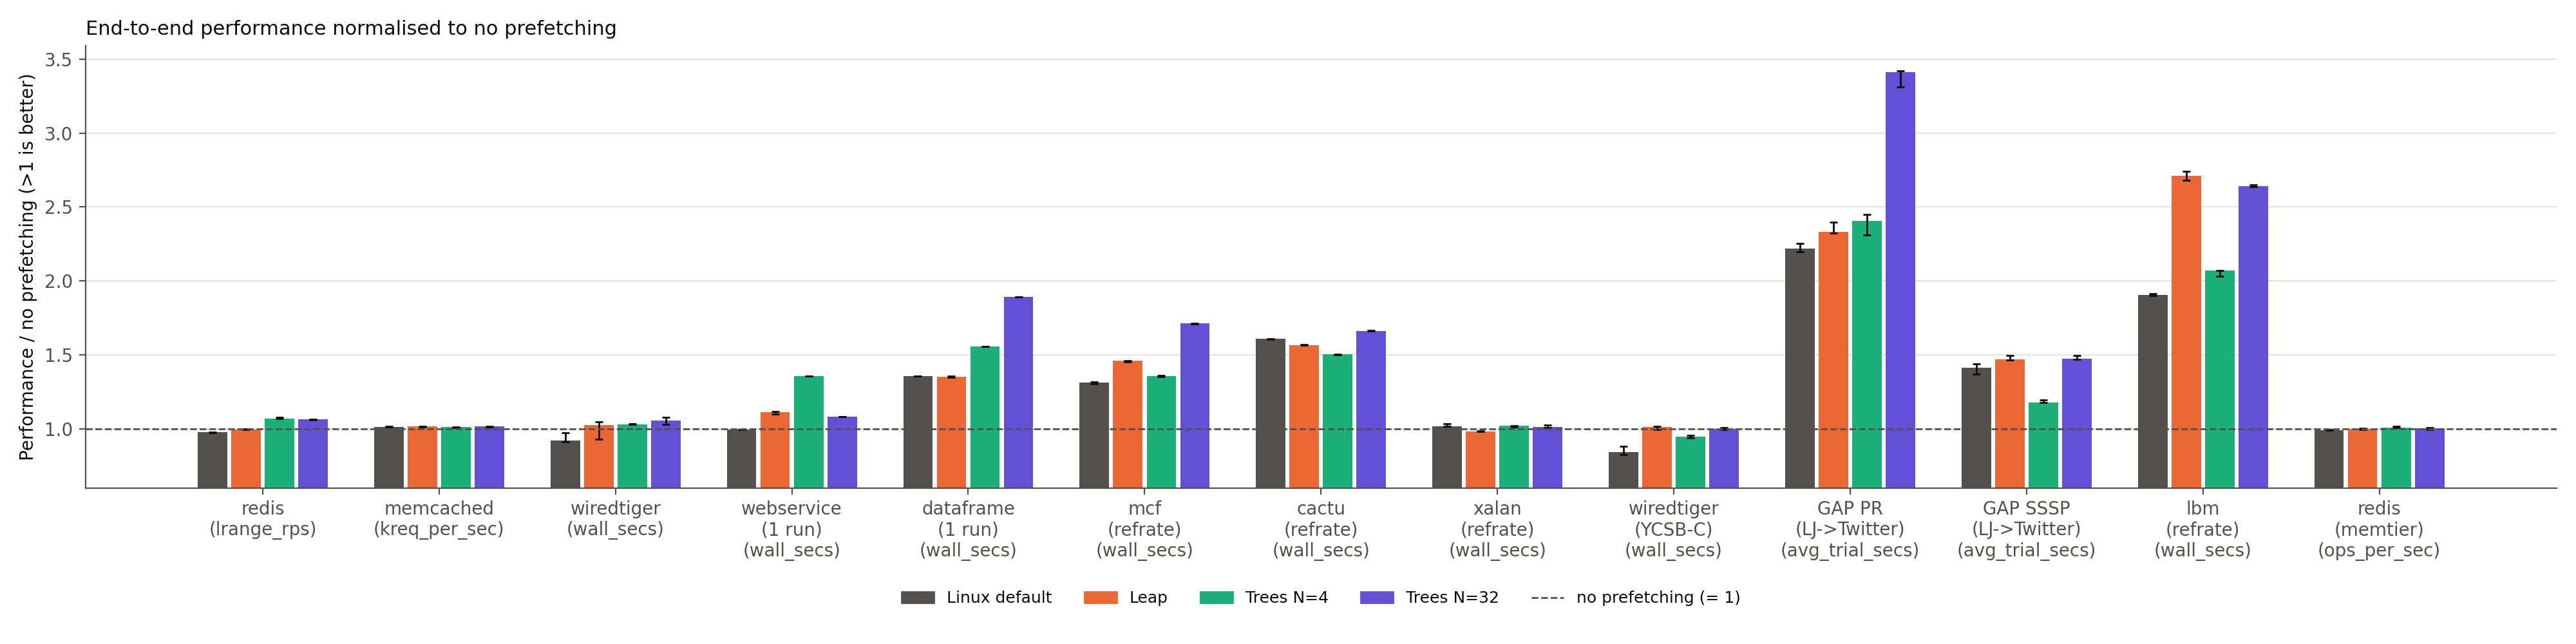 End-to-end performance normalised to no prefetching
Performance / no prefetching (>1 is better)
3.5
3.0
2.5
2.0
1.5
1.0
redis
(lrange_rps)
memcached
(kreq_per_sec)
wiredtiger
(wall_secs)
webservice
(1 run)
(wall_secs)
dataframe
(1 run)
(wall_secs)
mcf
(refrate)
(wall_secs)
cactu
(refrate)
(wall_secs)
xalan
(refrate)
(wall_secs)
wiredtiger
(YCSB-C)
(wall_secs)
GAP PR
(LJ->Twitter)
(avg_trial_secs)
GAP SSSP
(LJ->Twitter)
(avg_trial_secs)
lbm
(refrate)
(wall_secs)
redis
(memtier)
(ops_per_sec)
Linux default
Leap
Trees N=4
Trees N=32
no prefetching (= 1)